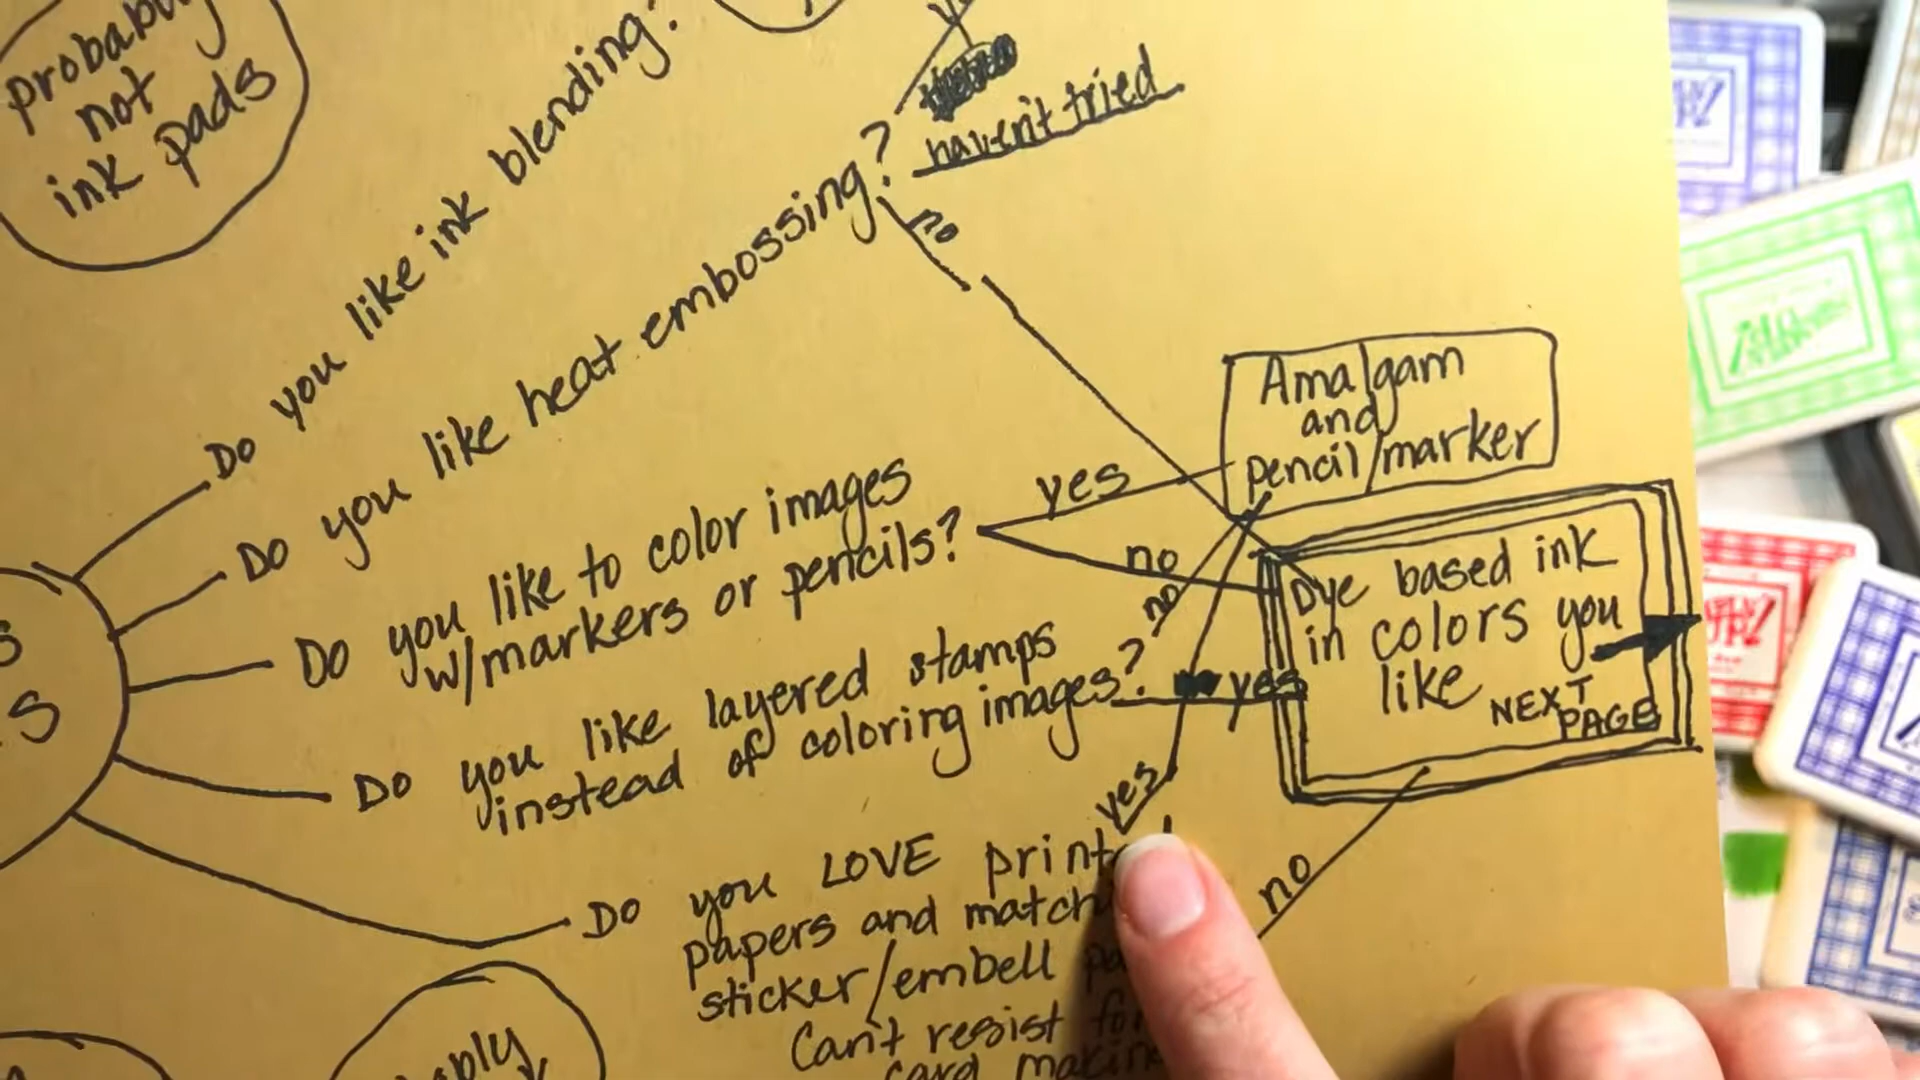 probably
not
ink pads
Do you like ink blending?
haven't tried
Do you like heat embossing?
no
Amalgam
and
pencil/marker
yes
Do you like to color images
w/markers or pencils?
no
Dye based ink
in colors you
like
NEXT
PAGE
no
Do you like layered stamps
instead of coloring images?
yes
yes
Do you LOVE print
papers and match
sticker/embell
Can't resist
card making
no